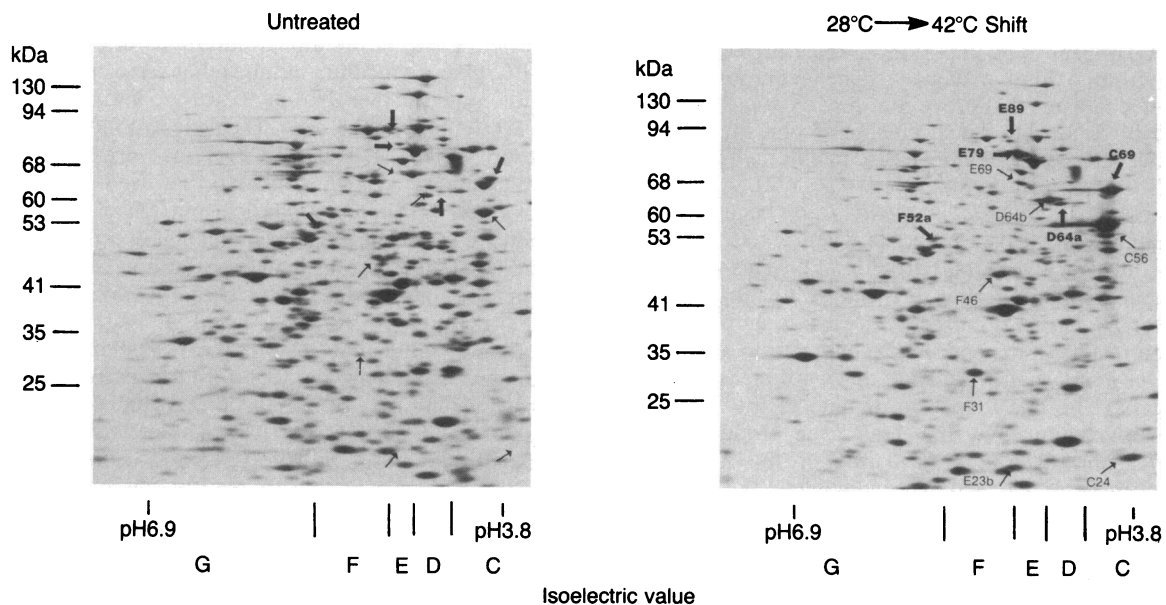 Untreated
28°C→42°C Shift
kDa
130
94
68
60
53
41
35
25
kDa
130
94
68
60
53
41
35
25
E89
E79
E69
C69
D64b
F52a
D64a
C56
F46
F31
E23b
C24
pH6.9
pH3.8
G F E D C
pH6.9
pH3.8
G F E D C
Isoelectric value